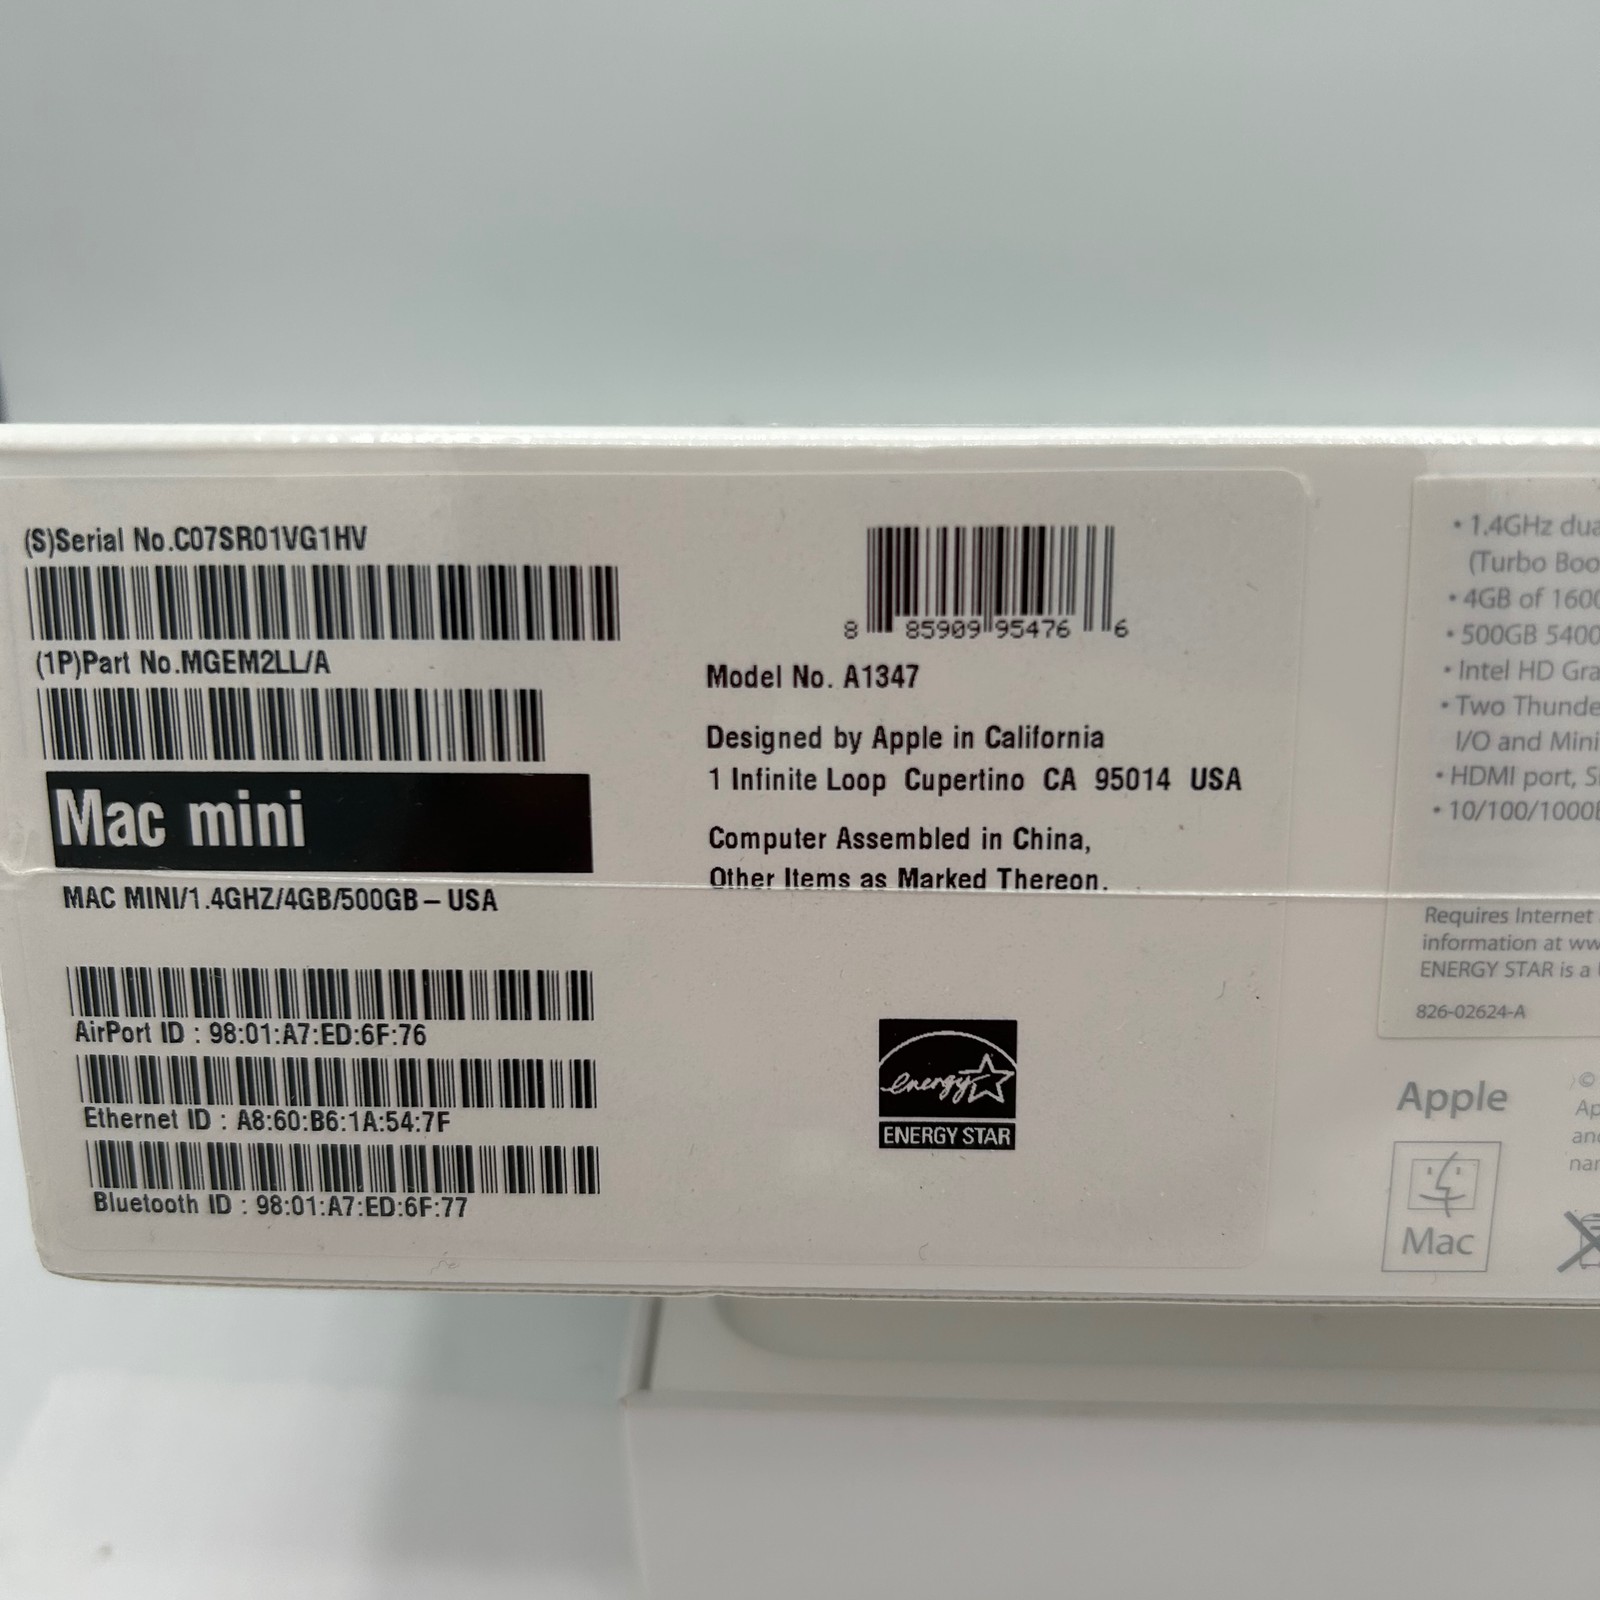 (S)Serial No.C07SR01VG1HV
(1P)Part No.MGEM2LL/A
Mac mini
MAC MINI/1.4GHZ/4GB/500GB – USA
AirPort ID : 98:01:A7:ED:6F:76
Ethernet ID : A8:60:B6:1A:54:7F
Bluetooth ID : 98:01:A7:ED:6F:77
8 85909 95476 6
Model No. A1347
Designed by Apple in California
1 Infinite Loop Cupertino CA 95014 USA
Computer Assembled in China,
Other Items as Marked Thereon.
energy
ENERGY STAR
• 1.4GHz
(Turbo
• 4GB of
• 500GB
• Intel HD
• Two
I/O and Mini
• HDMI port,
• 10/100/
Requires Internet
information at
ENERGY STAR is a
826-02624-A
Apple
Mac
©